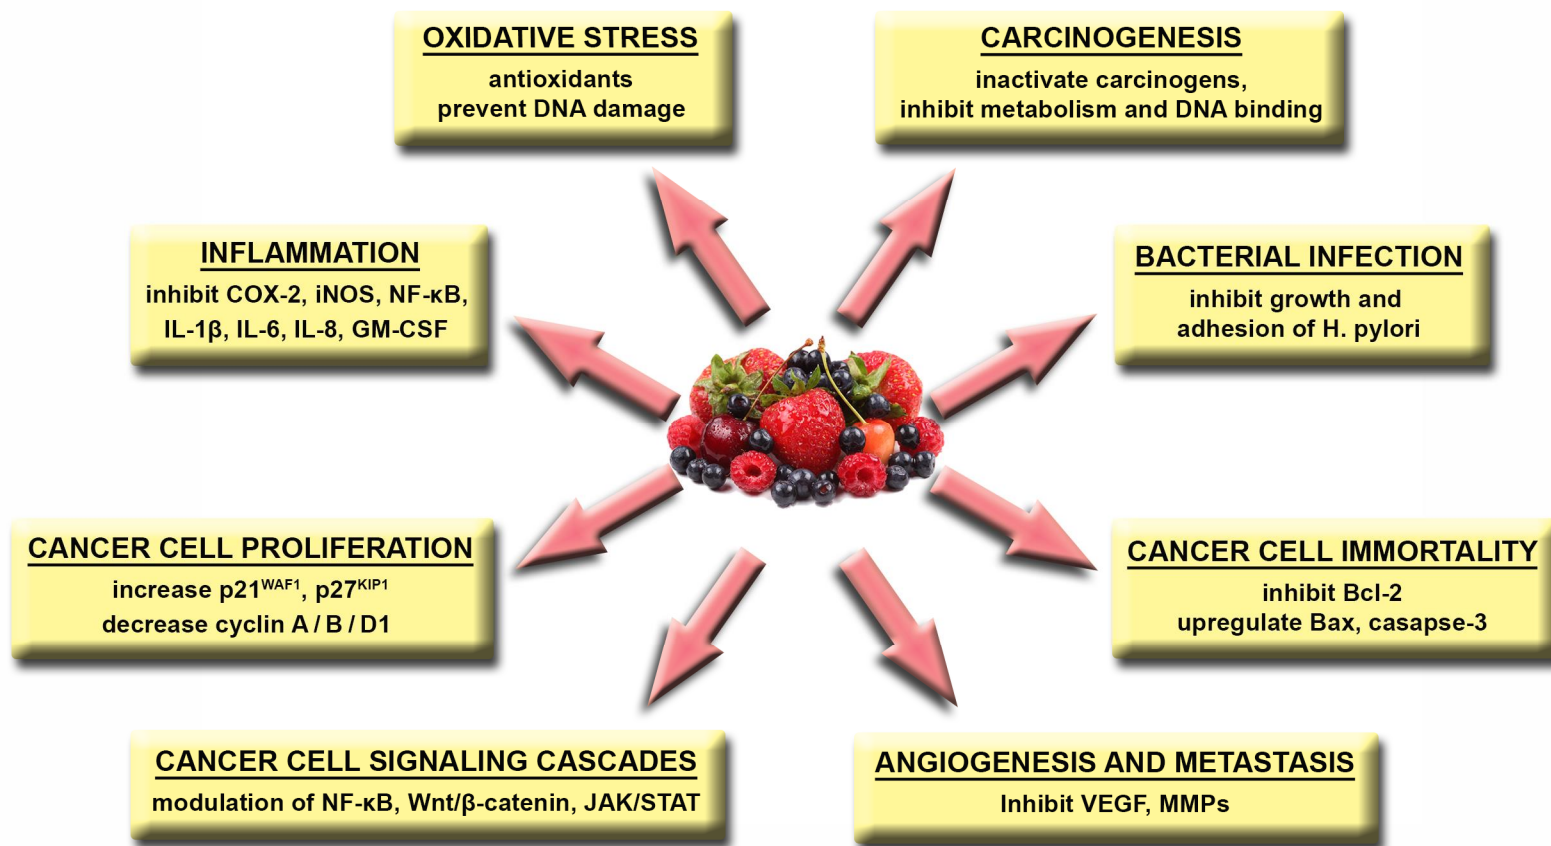 OXIDATIVE STRESS
antioxidants
prevent DNA damage
CARCINOGENESIS
inactivate carcinogens,
inhibit metabolism and DNA binding
INFLAMMATION
inhibit COX-2, iNOS, NF-κB,
IL-1β, IL-6, IL-8, GM-CSF
BACTERIAL INFECTION
inhibit growth and
adhesion of H. pylori
CANCER CELL PROLIFERATION
increase p21WAF1, p27KIP1
decrease cyclin A / B / D1
CANCER CELL IMMORTALITY
inhibit Bcl-2
upregulate Bax, casapse-3
CANCER CELL SIGNALING CASCADES
modulation of NF-κB, Wnt/β-catenin, JAK/STAT
ANGIOGENESIS AND METASTASIS
Inhibit VEGF, MMPs